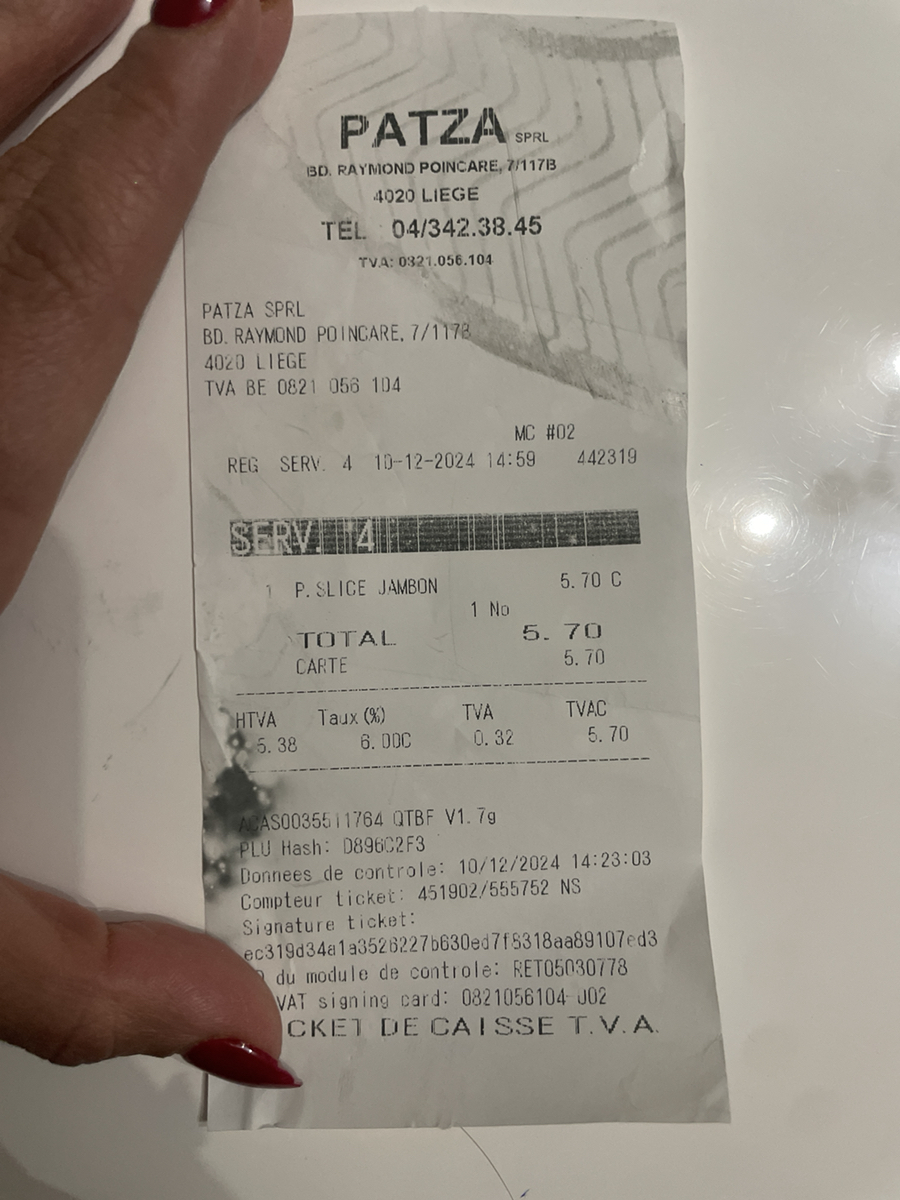 PATZA SPRL
BD. RAYMOND POINCARE, 7/117B
4020 LIEGE
TEL : 04/342.38.45
TVA: 0821.056.104
PATZA SPRL
BD. RAYMOND POINCARE, 7/117B
4020 LIEGE
TVA BE 0821 056 104
MC #02
REG SERV. 4 10-12-2024 14:59 442319
SERV. 4
1 P.SLICE JAMBON 5.70 C
1 No
TOTAL 5.70
CARTE 5.70
HTVA Taux(%) TVA TVAC
5.38 6.00C 0.32 5.70
ACAS0035511764 QTBF V1.7g
PLU Hash: D896C2F3
Donnees de controle: 10/12/2024 14:23:03
Compteur ticket: 451902/555752 NS
Signature ticket:
du module de controle: RET05030778
VAT signing card: 0821056104 J02
CKET DE CAISSE T.V.A.